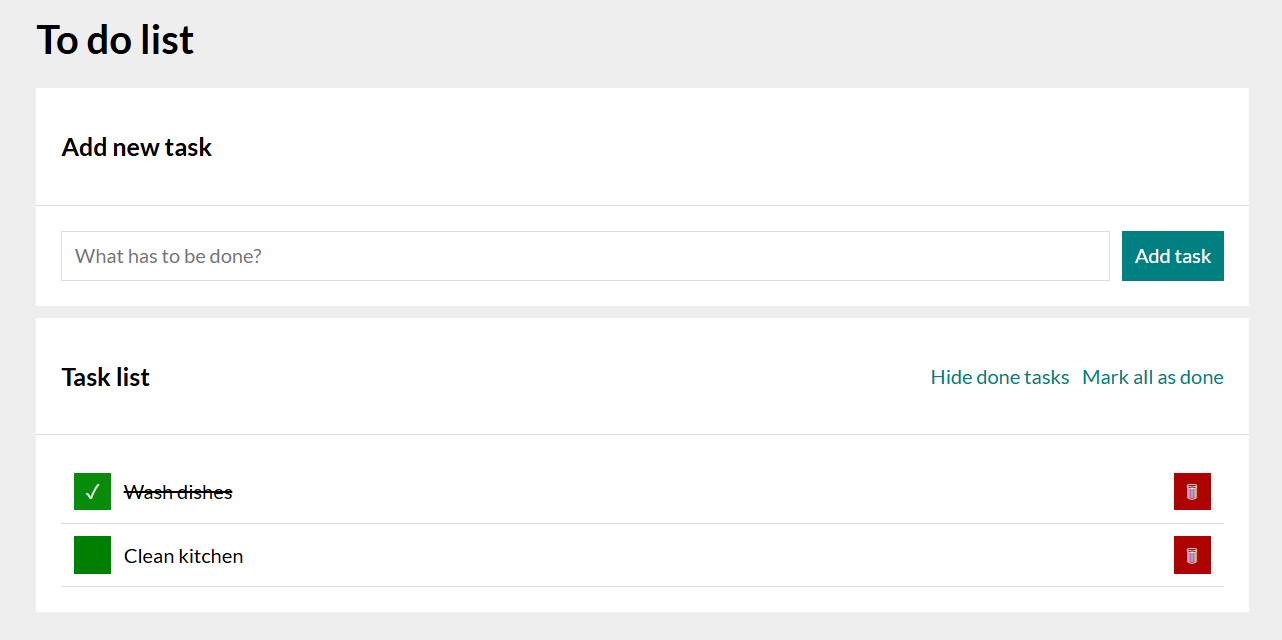 To do list
Add new task
What has to be done?
Add task
Task list
Hide done tasks
Mark all as done
✓
Wash dishes
Clean kitchen